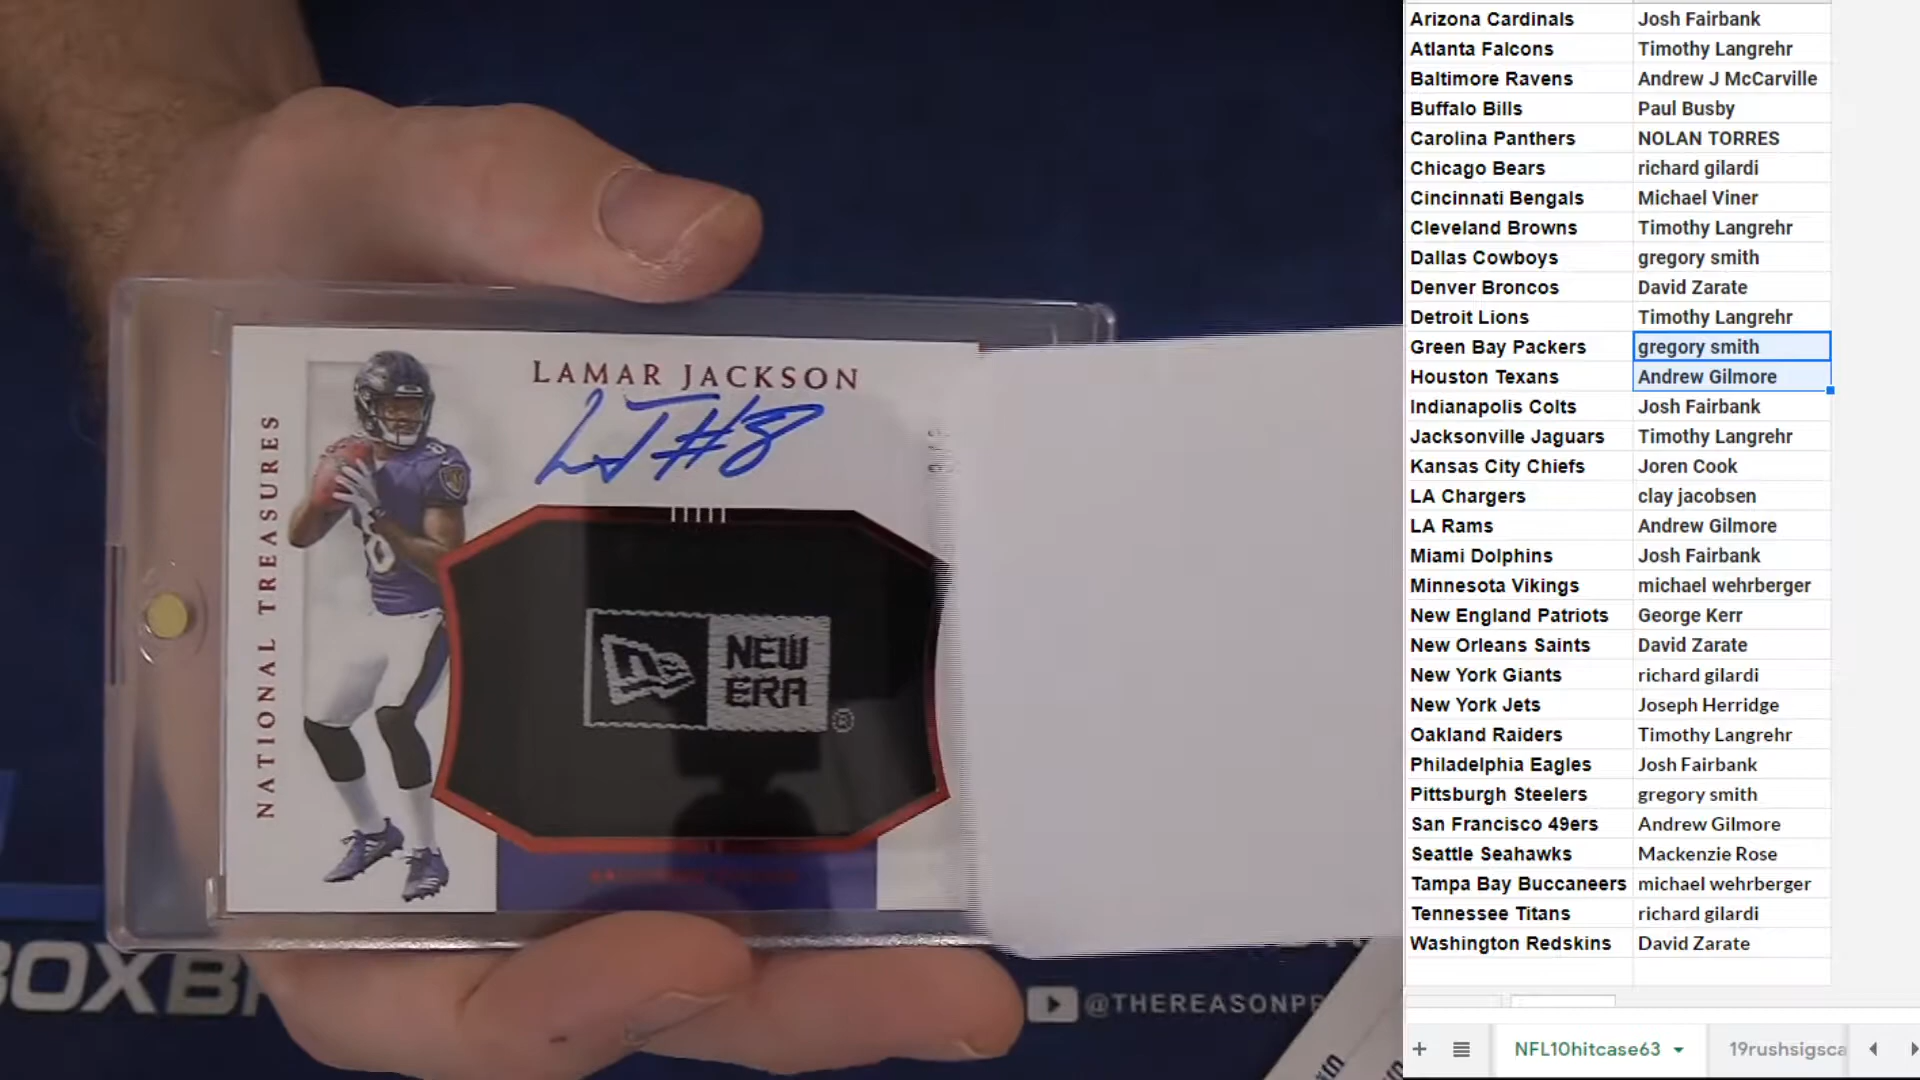 LAMAR JACKSON
LJ #8
NATIONAL TREASURES
NEW
ERA
®
@THEREASONPR
Arizona Cardinals Josh Fairbank
Atlanta Falcons Timothy Langrehr
Baltimore Ravens Andrew J McCarville
Buffalo Bills Paul Busby
Carolina Panthers NOLAN TORRES
Chicago Bears richard gilardi
Cincinnati Bengals Michael Viner
Cleveland Browns Timothy Langrehr
Dallas Cowboys gregory smith
Denver Broncos David Zarate
Detroit Lions Timothy Langrehr
Green Bay Packers gregory smith
Houston Texans Andrew Gilmore
Indianapolis Colts Josh Fairbank
Jacksonville Jaguars Timothy Langrehr
Kansas City Chiefs Joren Cook
LA Chargers clay jacobsen
LA Rams Andrew Gilmore
Miami Dolphins Josh Fairbank
Minnesota Vikings michael wehrberger
New England Patriots George Kerr
New Orleans Saints David Zarate
New York Giants richard gilardi
New York Jets Joseph Herridge
Oakland Raiders Timothy Langrehr
Philadelphia Eagles Josh Fairbank
Pittsburgh Steelers gregory smith
San Francisco 49ers Andrew Gilmore
Seattle Seahawks Mackenzie Rose
Tampa Bay Buccaneers michael wehrberger
Tennessee Titans richard gilardi
Washington Redskins David Zarate
NFL10hitcase63 19rushsigsca